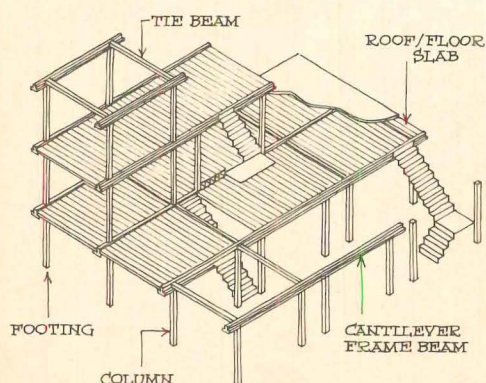 TIE BEAM
ROOF/FLOOR
SLAB
FOOTING
COLUMN
CANTILEVER
FRAME BEAM